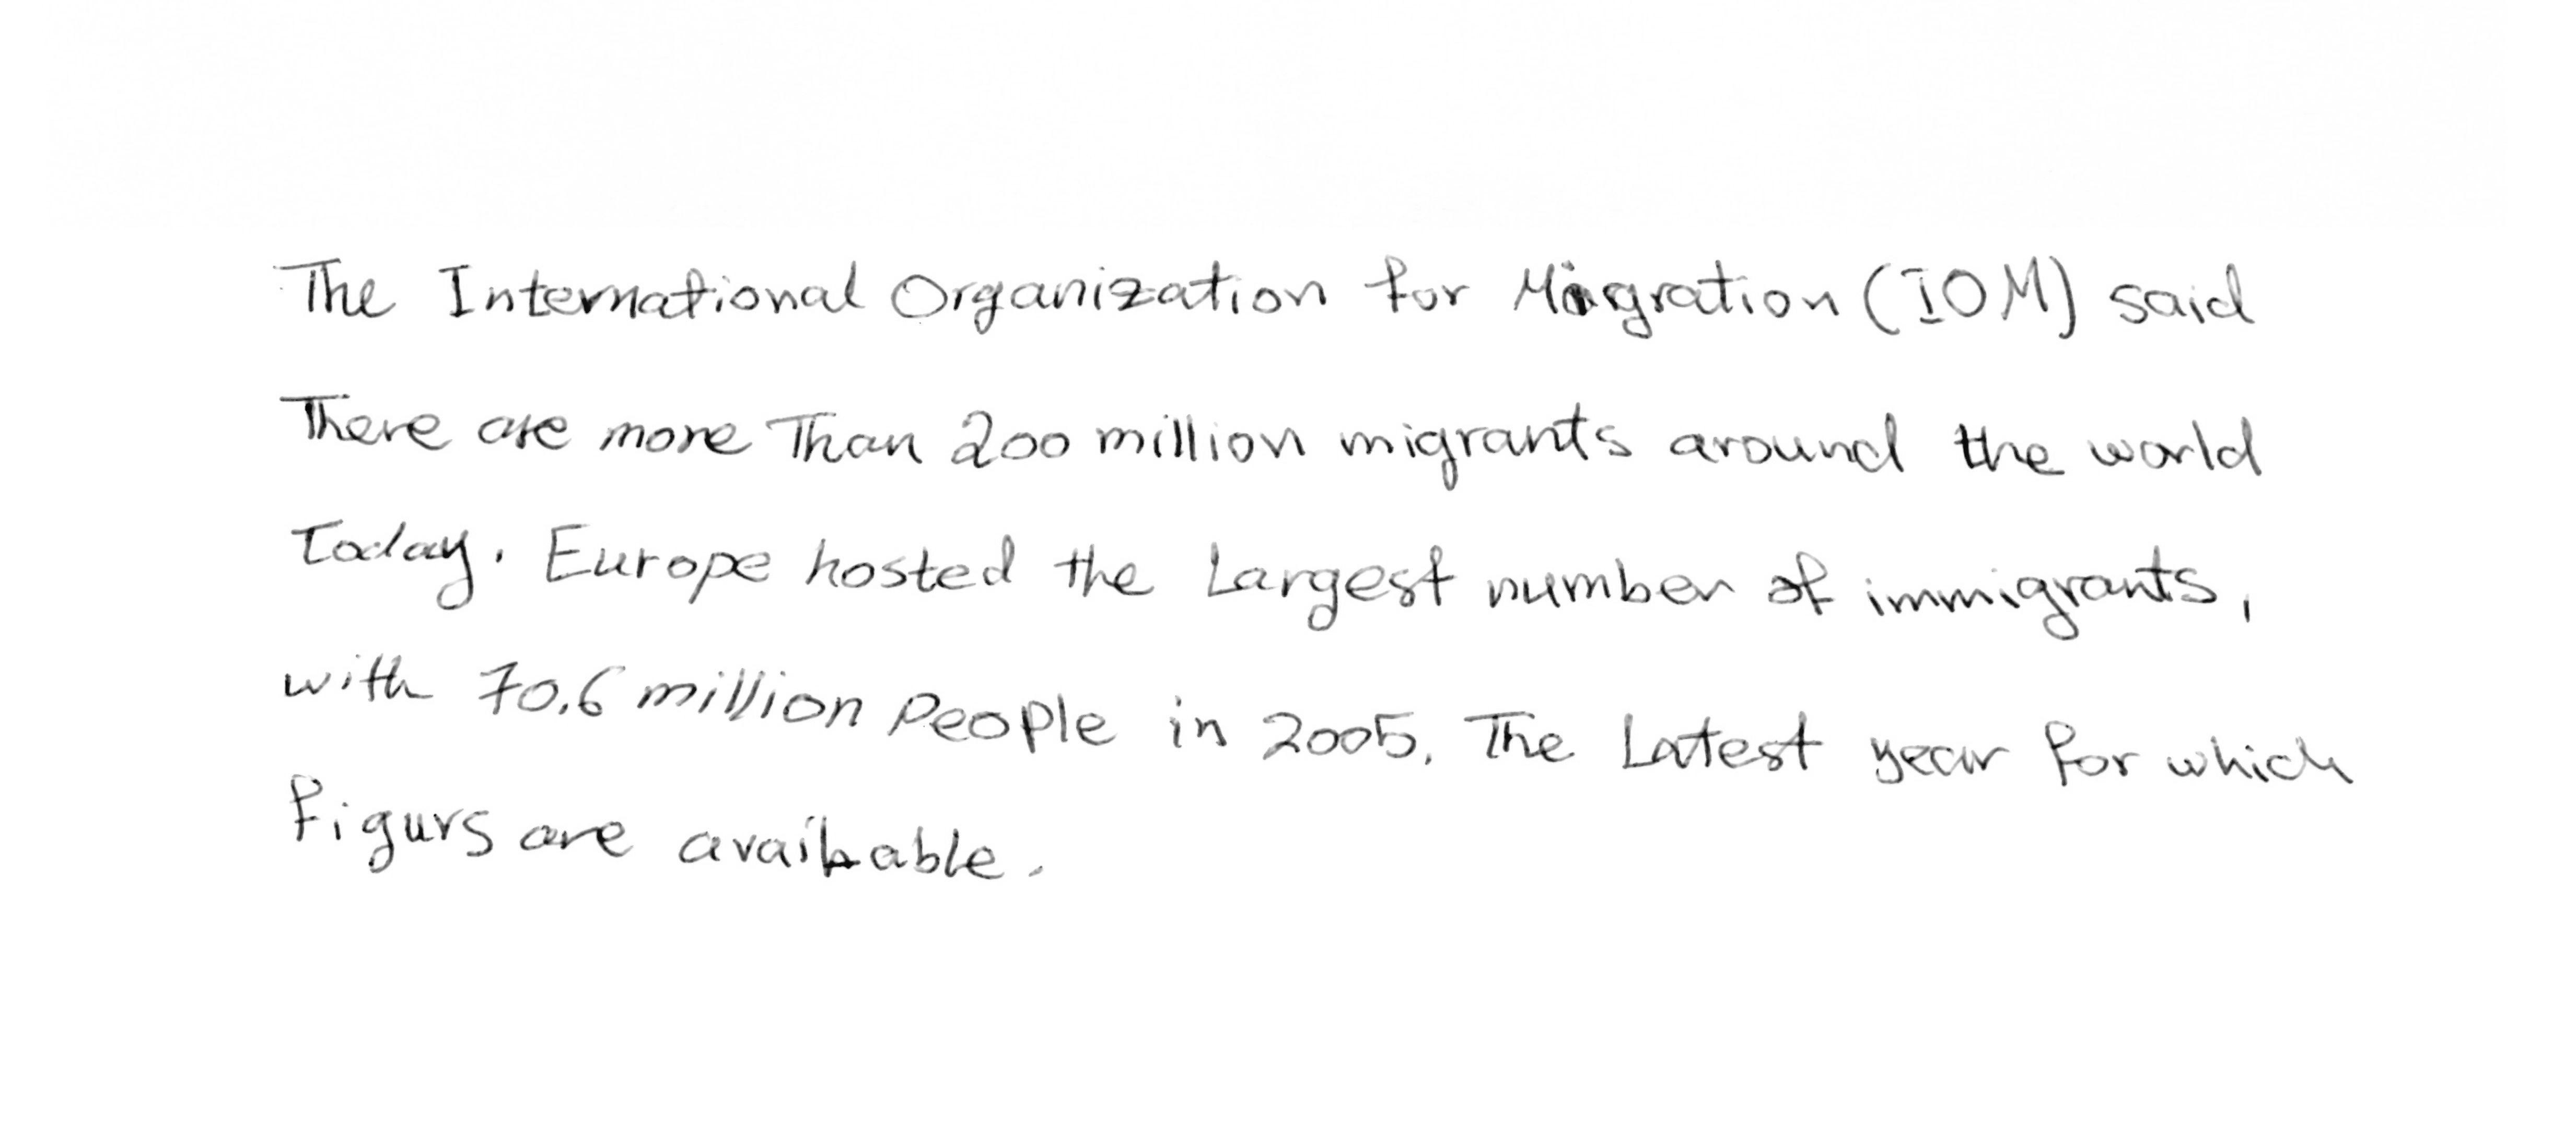 The International Organization for Migration (IOM) said
There are more Than 200 million migrants around the world
Today. Europe hosted the Largest number of immigrants,
with 70.6 million People in 2005. The Latest year for which
figurs are available.